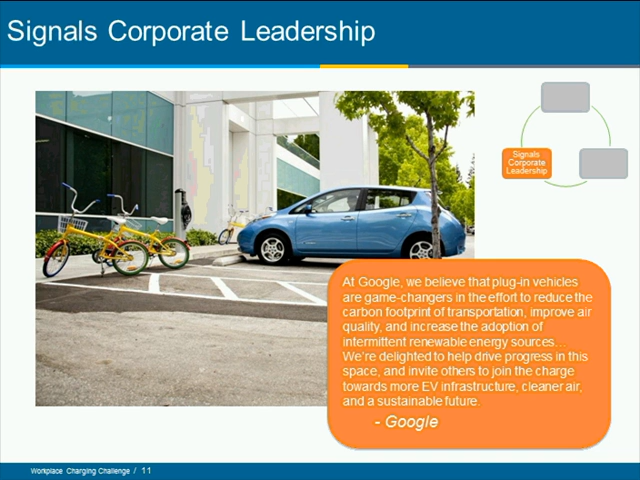 Signals Corporate Leadership
Signals
Corporate
Leadership
At Google, we believe that plug-in vehicles
are game-changers in the effort to reduce the
carbon footprint of transportation, improve air
quality, and increase the adoption of
intermittent renewable energy sources…
We're delighted to help drive progress in this
space, and invite others to join the charge
towards more EV infrastructure, cleaner air,
and a sustainable future.
- Google
Workplace Charging Challenge / 11